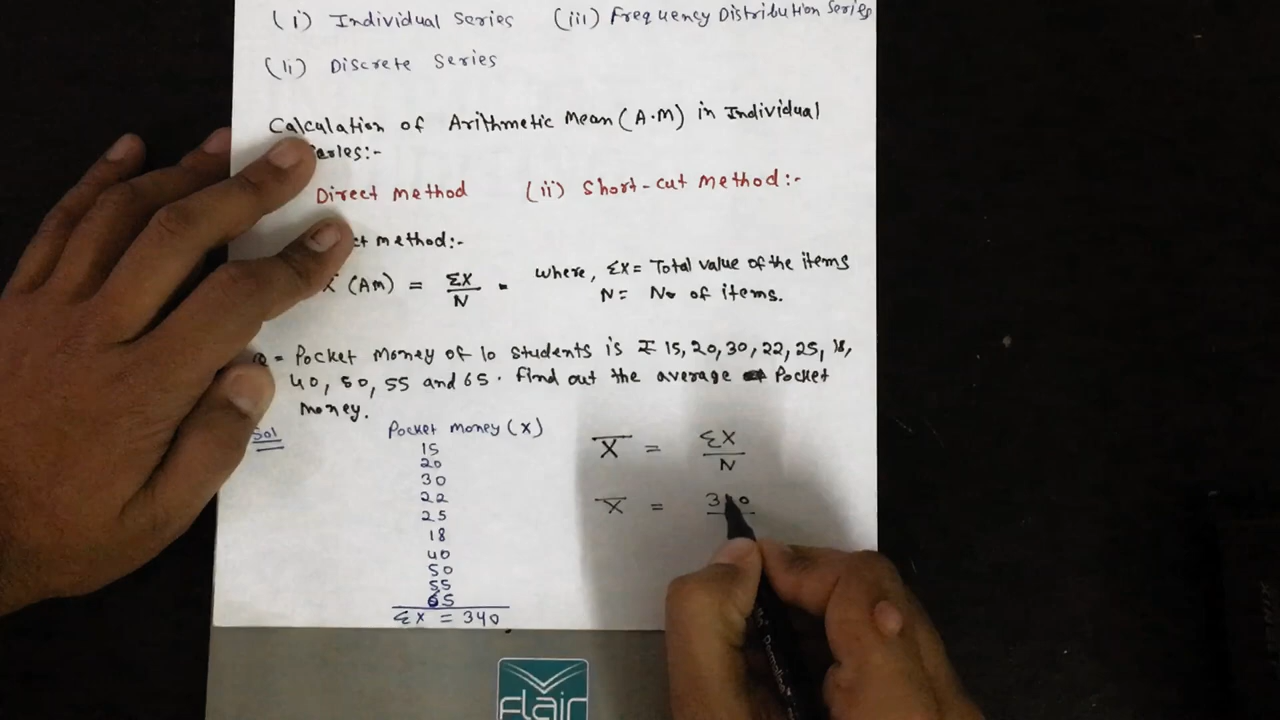 (i) Individual Series (iii) Frequency Distribution Series
(ii) Discrete Series
Calculation of Arithmetic Mean (A.M) in Individual
eries:-
Direct method (ii) Short-cut method:-
ct method:-
X (Am) = ΣX/N where, ΣX = Total value of the items
N = No of items.
Q = Pocket money of 10 students is ₹ 15, 20, 30, 22, 25, 18,
40, 50, 55 and 65. Find out the average Pocket
money.
Sol Pocket money (X)
15
20
30
22
25
18
40
50
55
65
ΣX = 340
X̅ = ΣX/N
X̅ =
Flair